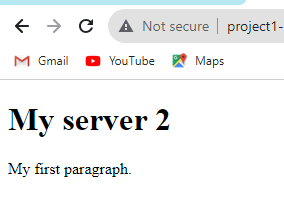 Not secure | project1-
Gmail YouTube Maps
My server 2
My first paragraph.